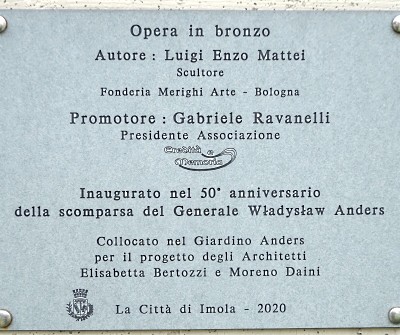 Opera in bronzo
Autore : Luigi Enzo Mattei
Scultore
Fonderia Merighi Arte - Bologna
Promotore : Gabriele Ravanelli
Presidente Associazione
Eredità e
Memoria
Inaugurato nel 50° anniversario
della scomparsa del Generale Władysław Anders
Collocato nel Giardino Anders
per il progetto degli Architetti
Elisabetta Bertozzi e Moreno Daini
La Città di Imola - 2020